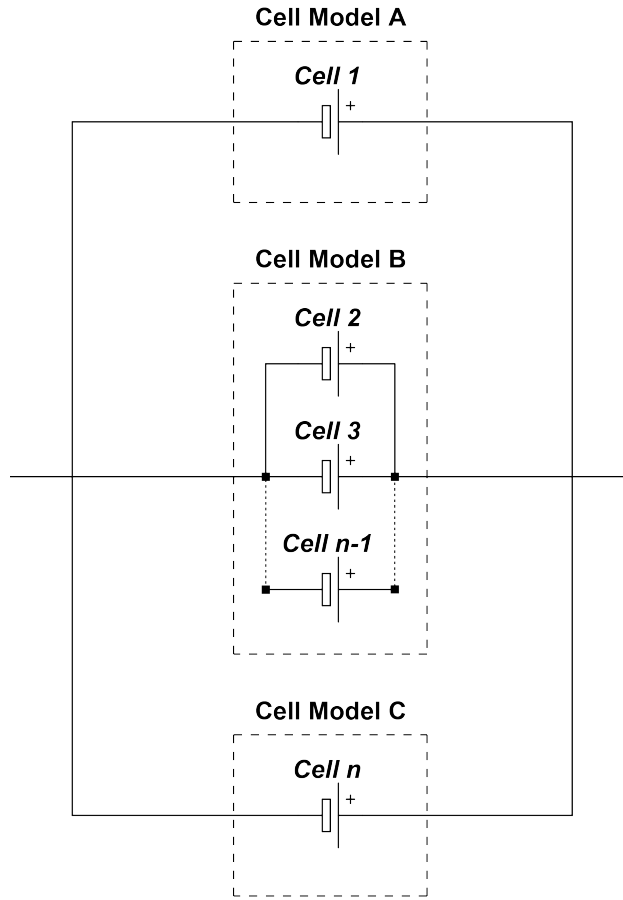 Cell Model A
Cell 1
+
Cell Model B
Cell 2
+
Cell 3
+
Cell n-1
+
Cell Model C
Cell n
+